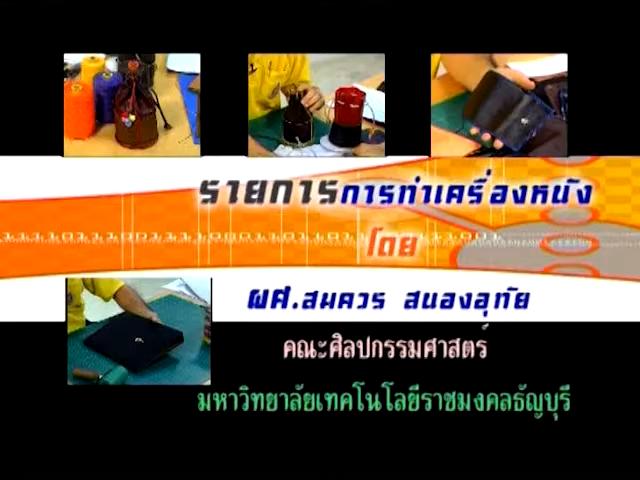 รายการการทำเครื่องหนัง
1111011100111100001101101011101001
โดย
ผศ.สมควร สนองอุทัย
คณะศิลปกรรมศาสตร์
มหาวิทยาลัยเทคโนโลยีราชมงคลธัญบุรี